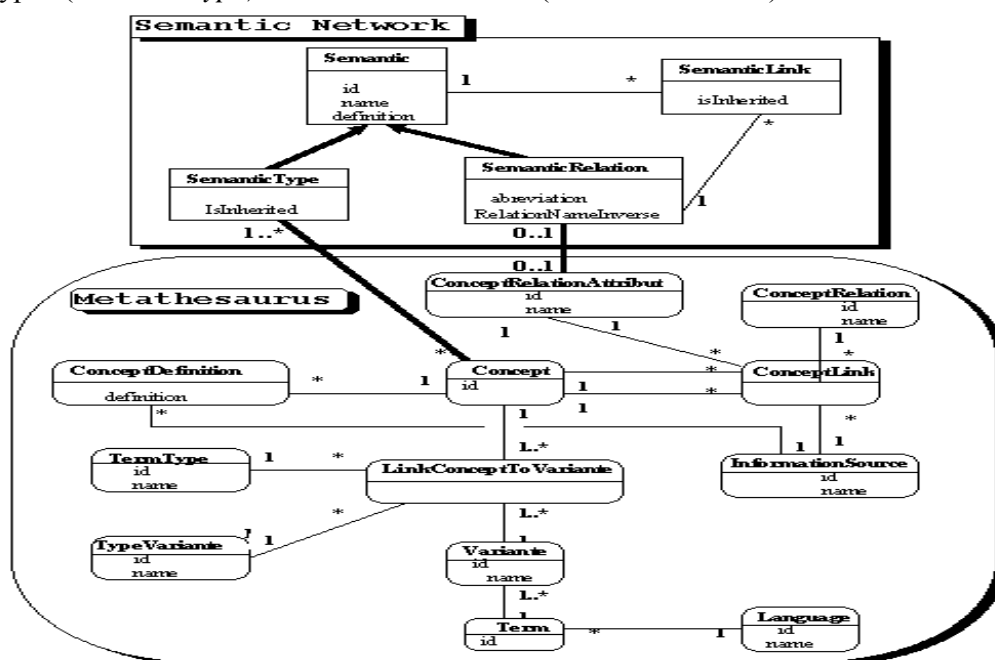 Semantic Network
Semantic
id
name
definition
1
*
SemanticLink
isInherited
*
SemanticType
IsInherited
1..*
SemanticRelation
abreviation
RelationNameInverse
1
0..1
0..1
Metathesaurus
ConceptRelationAttribut
id
name
ConceptRelation
id
name
1
1
1
*
*
*
ConceptDefinition
definition
*
1
Concept
id
*
1
*
ConceptLink
*
1
1
*
1..*
1
1
TermType
id
name
1
*
LinkConceptToVariante
InformationSource
id
name
*
1..*
TypeVariante
id
name
1
1
Variante
id
name
1..*
1
Term
id
*
1
Language
id
name